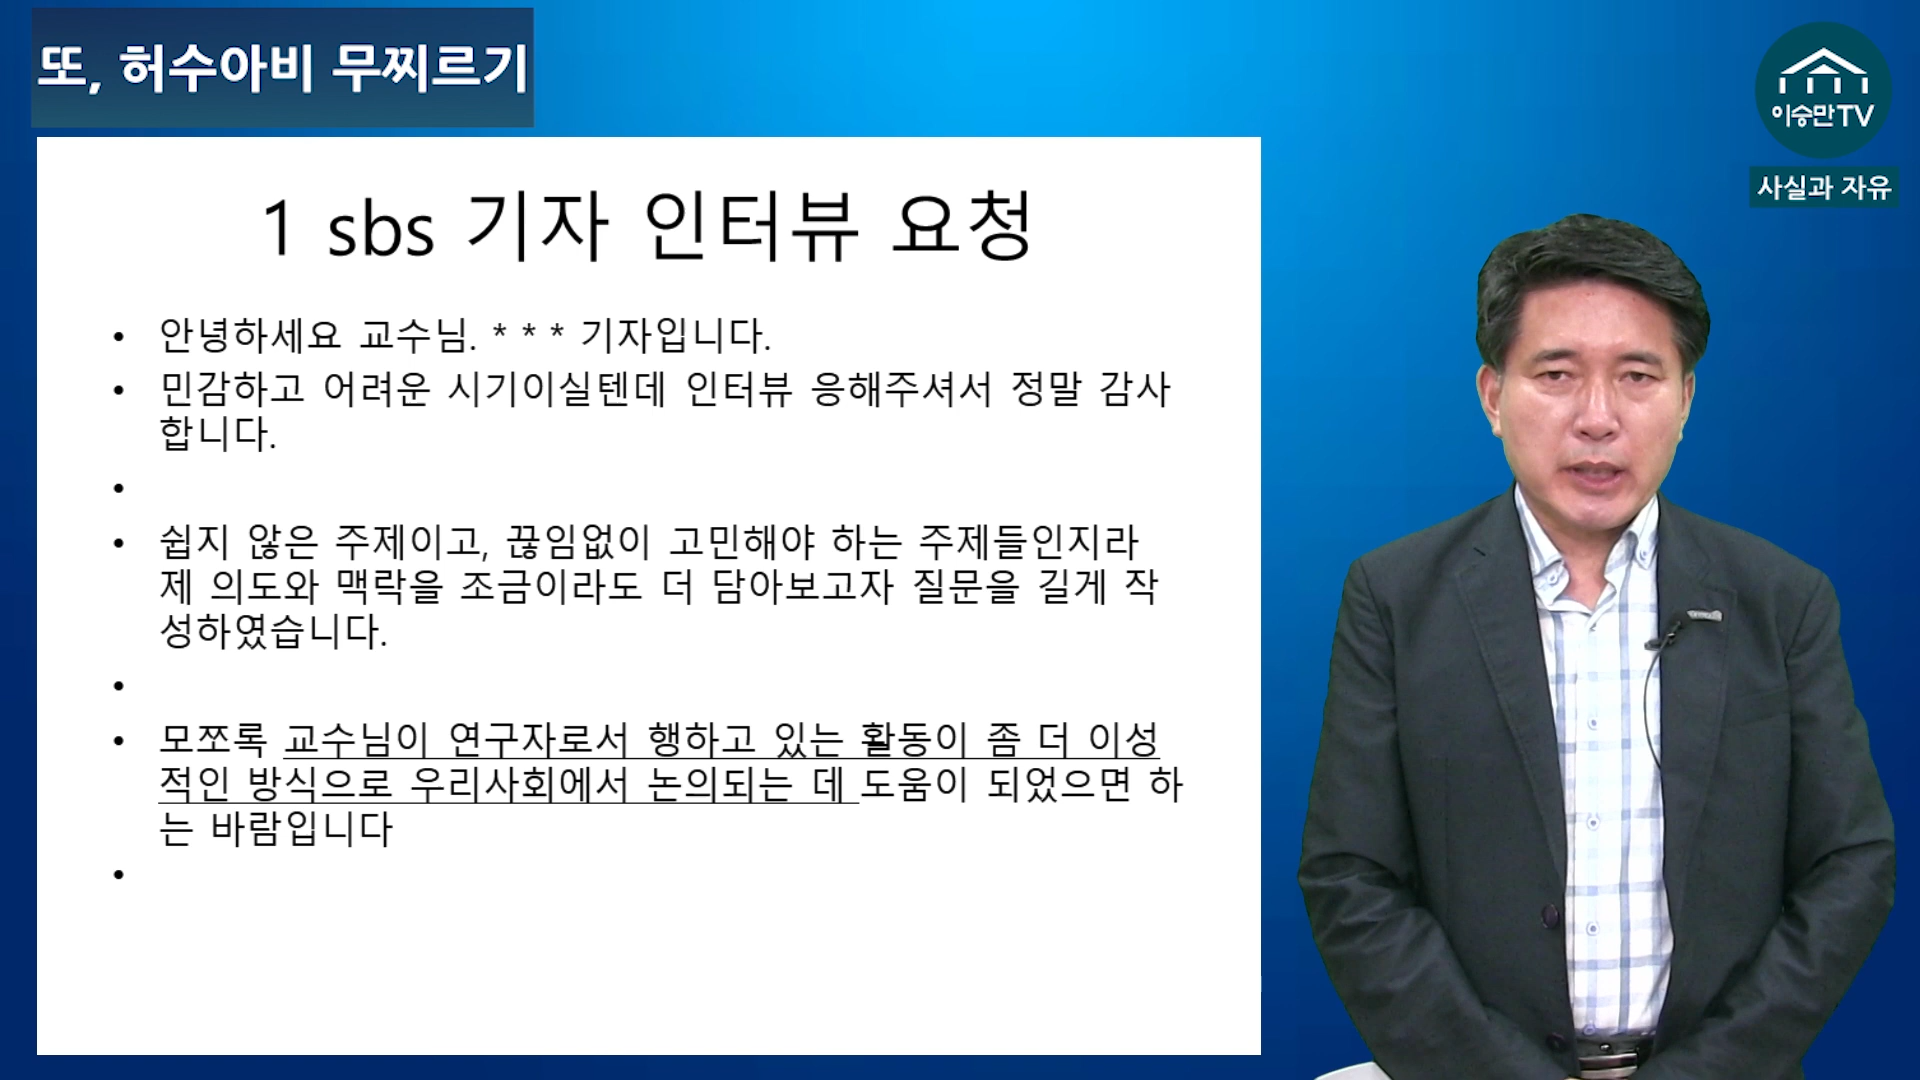 또, 허수아비 무찌르기
이승만TV
사실과 자유
1 sbs 기자 인터뷰 요청
• 안녕하세요 교수님. * * * 기자입니다.
• 민감하고 어려운 시기이실텐데 인터뷰 응해주셔서 정말 감사
합니다.
•
• 쉽지 않은 주제이고, 끊임없이 고민해야 하는 주제들인지라
제 의도와 맥락을 조금이라도 더 담아보고자 질문을 길게 작
성하였습니다.
•
• 모쪼록 교수님이 연구자로서 행하고 있는 활동이 좀 더 이성
적인 방식으로 우리사회에서 논의되는 데 도움이 되었으면 하
는 바람입니다
•